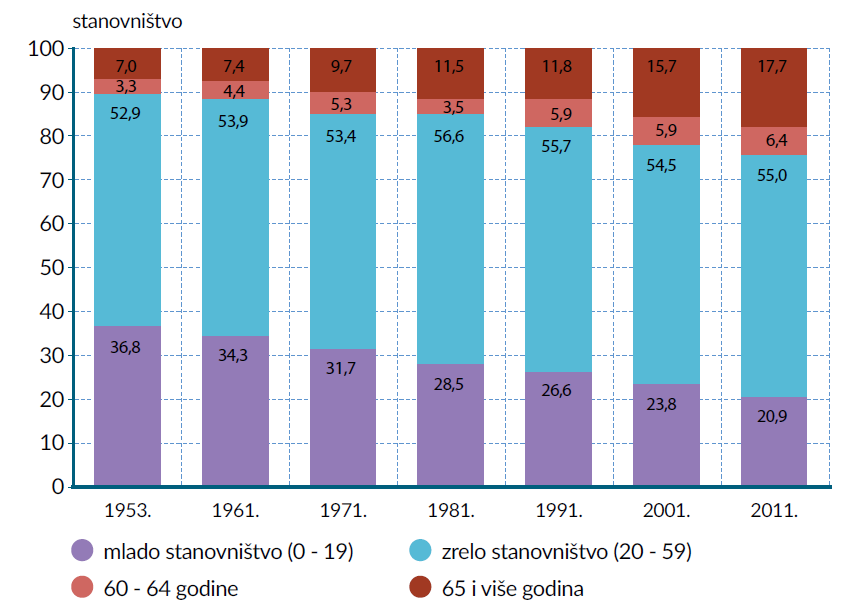 stanovništvo
100
90
80
70
60
50
40
30
20
10
0
7,0 7,4 9,7 11,5 11,8 15,7 17,7
3,3 4,4 5,3 3,5 5,9 5,9 6,4
52,9 53,9 53,4 56,6 55,7 54,5 55,0
36,8 34,3 31,7 28,5 26,6 23,8 20,9
1953. 1961. 1971. 1981. 1991. 2001. 2011.
mlado stanovništvo (0 - 19) zrelo stanovništvo (20 - 59)
60 - 64 godine 65 i više godina